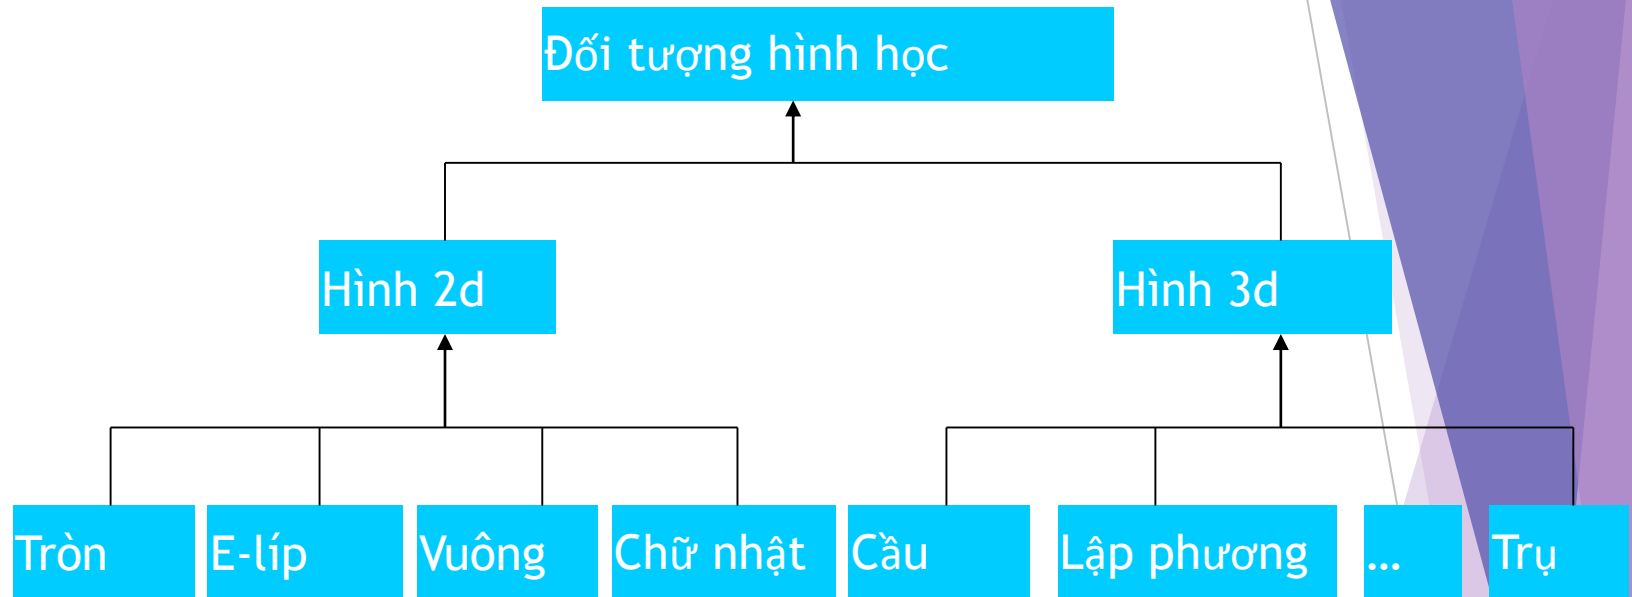 Đối tượng hình học
Hình 2d
Hình 3d
Tròn
E-líp
Vuông
Chữ nhật
Cầu
Lập phương
...
Trụ